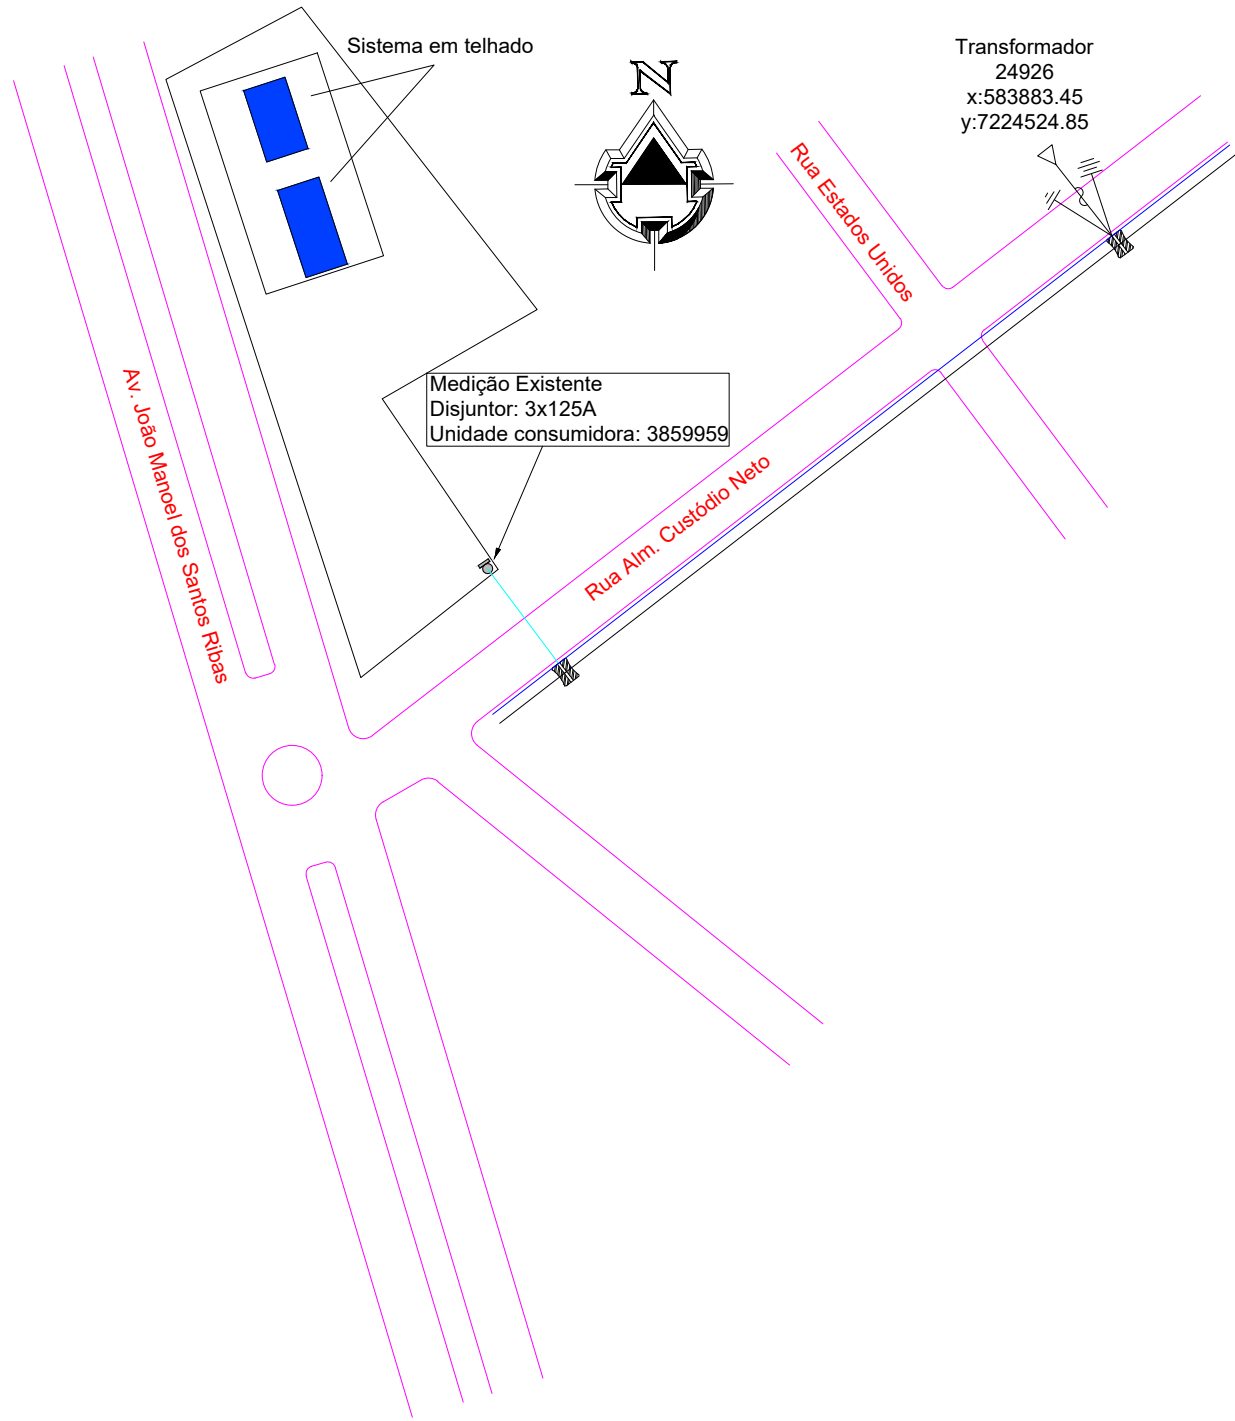 Sistema em telhado
N
Transformador
24926
x:583883.45
y:7224524.85
Rua Estados Unidos
Medição Existente
Disjuntor: 3x125A
Unidade consumidora: 3859959
Av. João Manoel dos Santos Ribas
Rua Alm. Custódio Neto